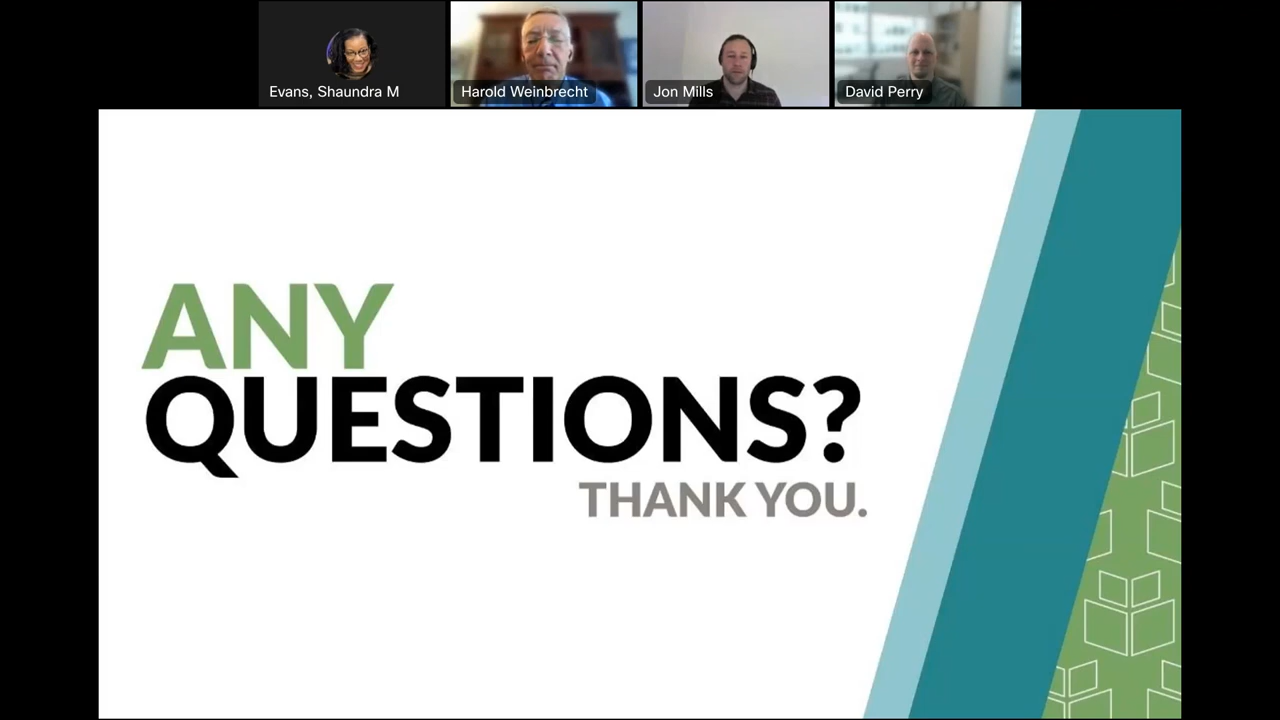 Evans, Shaundra M
Harold Weinbrecht
Jon Mills
David Perry
ANY
QUESTIONS?
THANK YOU.